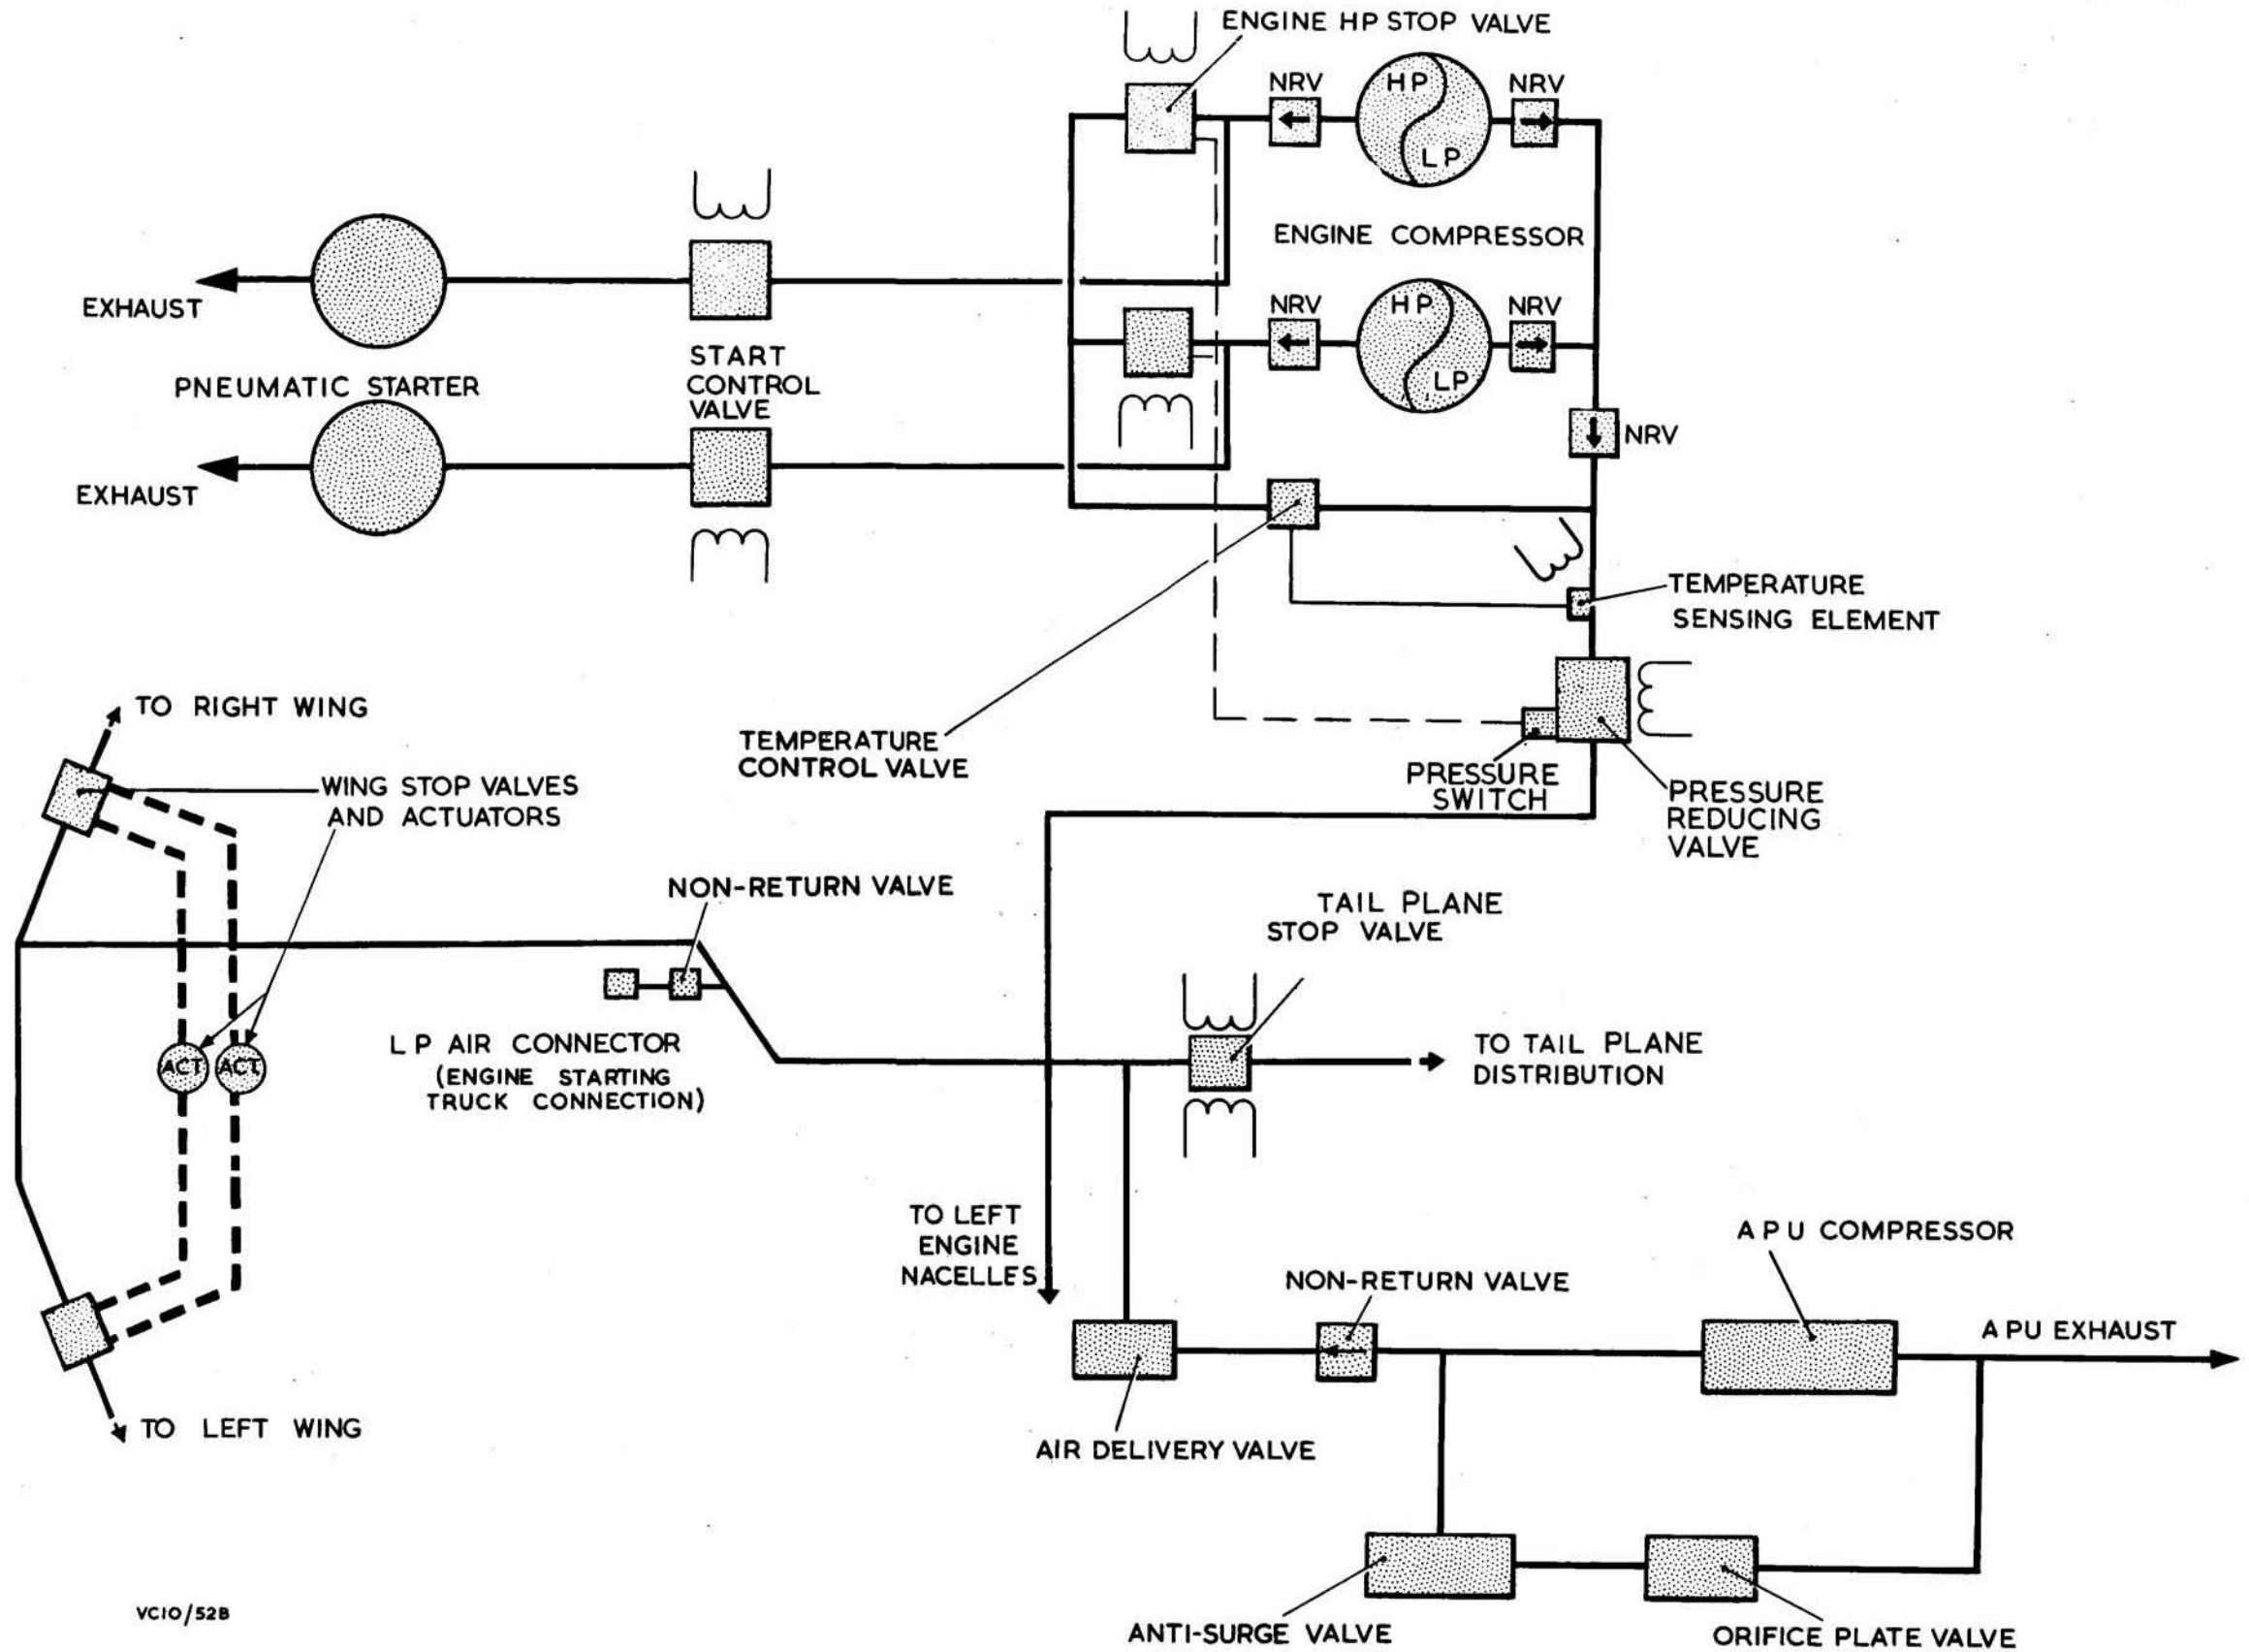 ENGINE HP STOP VALVE
NRV
HP
LP
NRV
ENGINE COMPRESSOR
EXHAUST
NRV
HP
LP
NRV
START
CONTROL
VALVE
PNEUMATIC STARTER
NRV
EXHAUST
TEMPERATURE
SENSING ELEMENT
TO RIGHT WING
TEMPERATURE
CONTROL VALVE
PRESSURE
SWITCH
PRESSURE
REDUCING
VALVE
WING STOP VALVES
AND ACTUATORS
NON-RETURN VALVE
TAIL PLANE
STOP VALVE
LP AIR CONNECTOR
(ENGINE STARTING
TRUCK CONNECTION)
ACT
ACT
TO TAIL PLANE
DISTRIBUTION
TO LEFT
ENGINE
NACELLES
APU COMPRESSOR
NON-RETURN VALVE
APU EXHAUST
TO LEFT WING
AIR DELIVERY VALVE
VC10/52B
ANTI-SURGE VALVE
ORIFICE PLATE VALVE